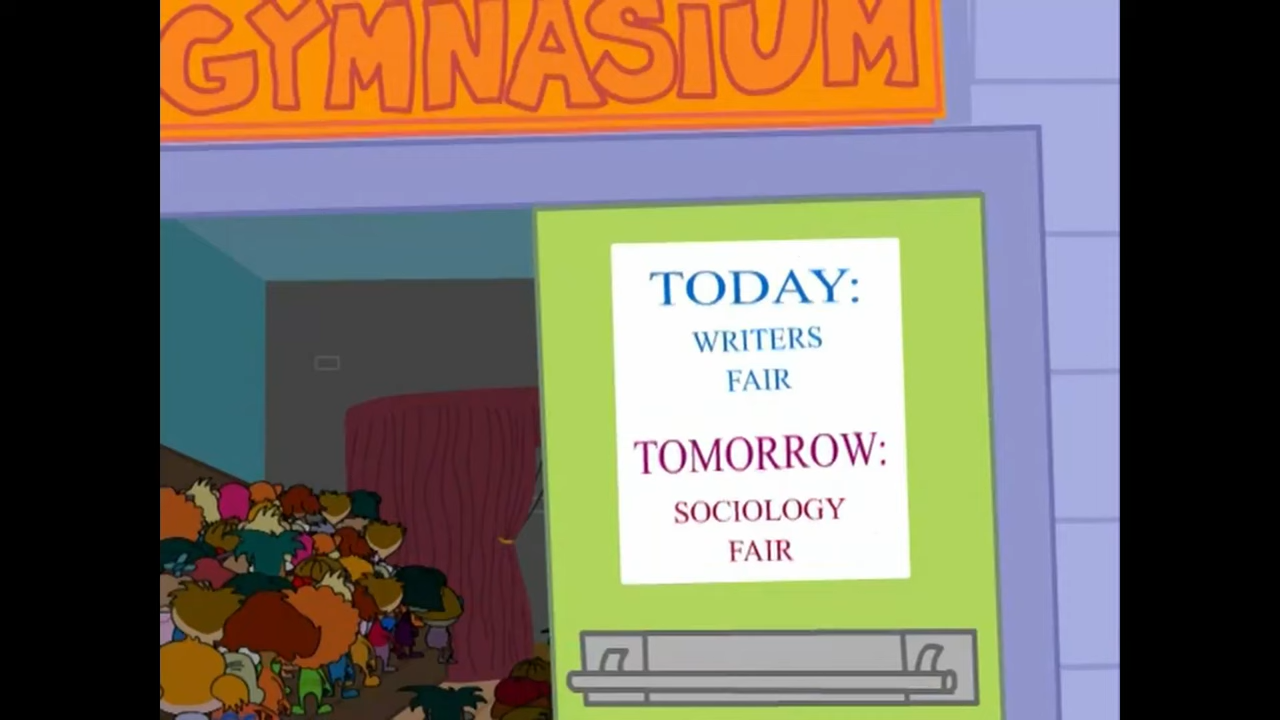 GYMNASIUM
TODAY:
WRITERS
FAIR
TOMORROW:
SOCIOLOGY
FAIR